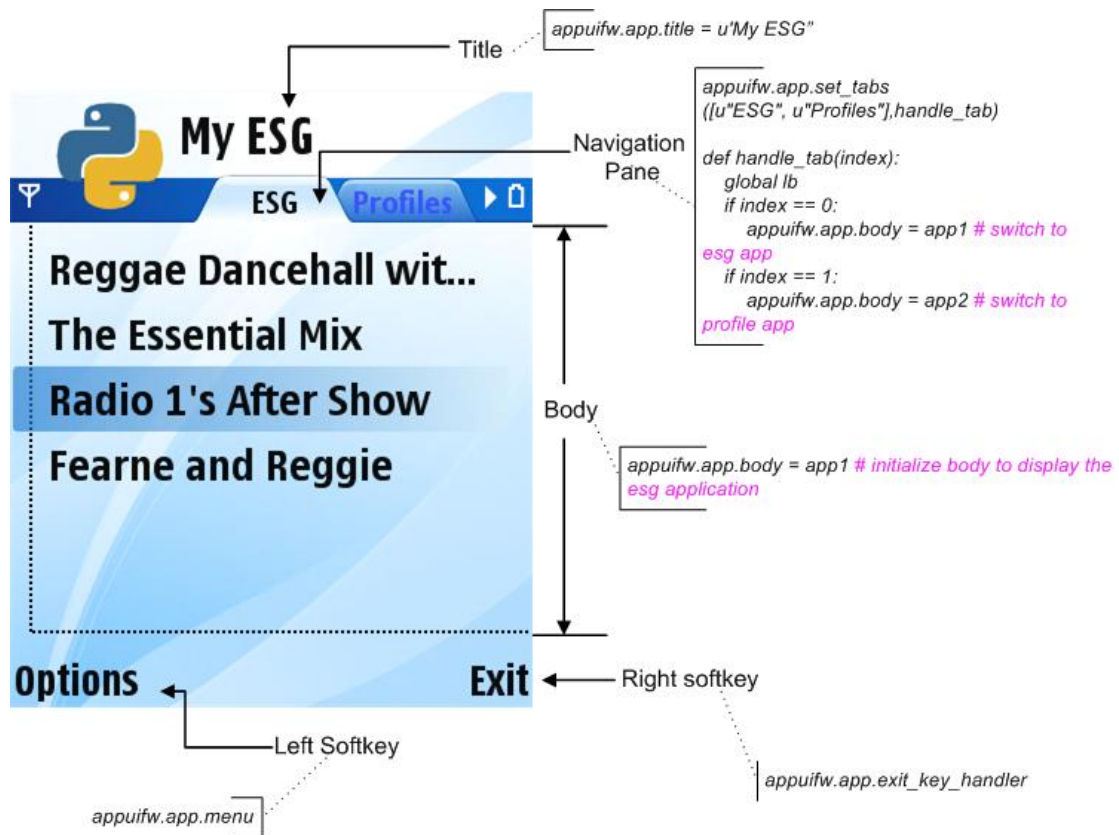 Title
appuifw.app.title = u'My ESG"
My ESG
ESG
Profiles
Navigation
Pane
appuifw.app.set_tabs
([u"ESG", u"Profiles"],handle_tab)
def handle_tab(index):
global lb
if index == 0:
appuifw.app.body = app1 # switch to
esg app
if index == 1:
appuifw.app.body = app2 # switch to
profile app
Reggae Dancehall wit...
The Essential Mix
Radio 1's After Show
Fearne and Reggie
Body
appuifw.app.body = app1 # initialize body to display the
esg application
Options
Exit
Right softkey
Left Softkey
appuifw.app.exit_key_handler
appuifw.app.menu